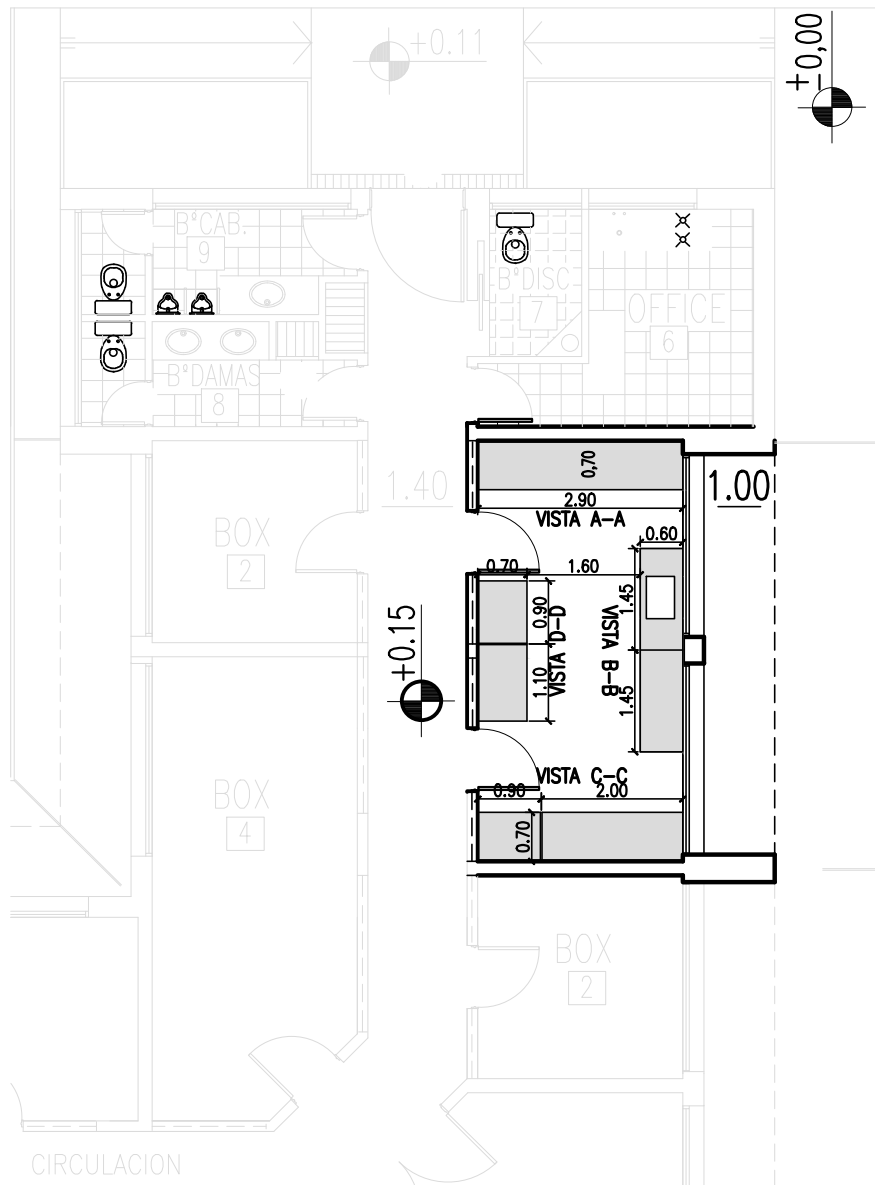 +0.11
±0,00
B°CAB.
9
B°DISC
7
OFFICE
6
B°DAMAS
8
1.40
0,70
2.90
VISTA A-A
1.00
BOX
2
0.60
0.70
1.60
1.45
0.90
VISTA D-D
VISTA B-B
+0.15
1.10
1.45
VISTA C-C
0.90
2.00
BOX
4
0.70
BOX
2
CIRCULACION